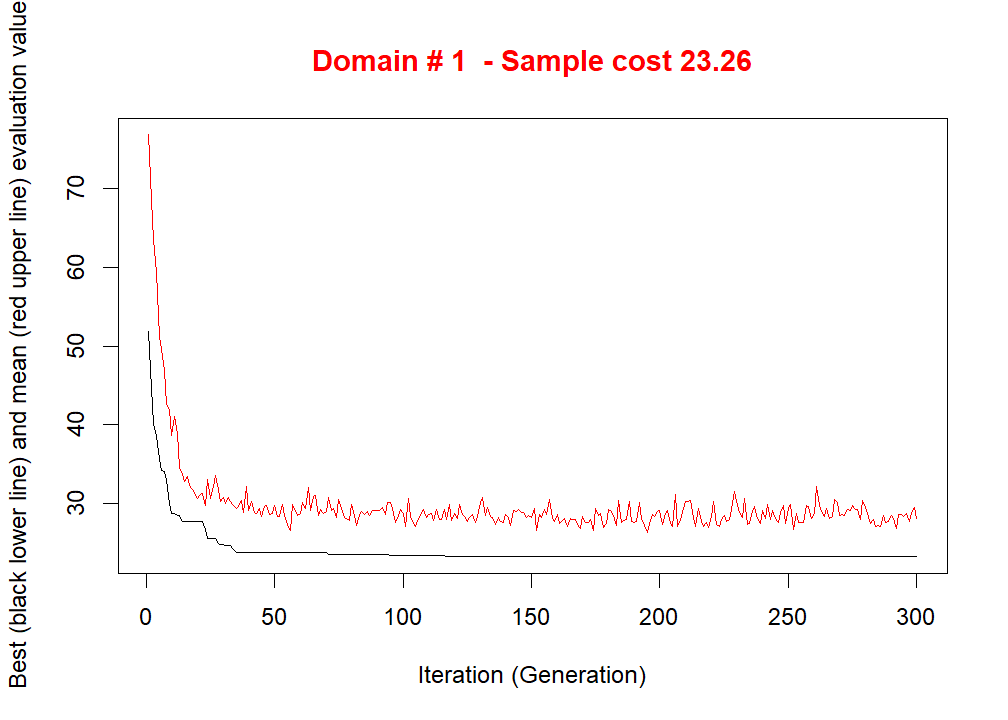 Domain # 1 - Sample cost 23.26
Best (black lower line) and mean (red upper line) evaluation value
70
60
50
40
30
0 50 100 150 200 250 300
Iteration (Generation)